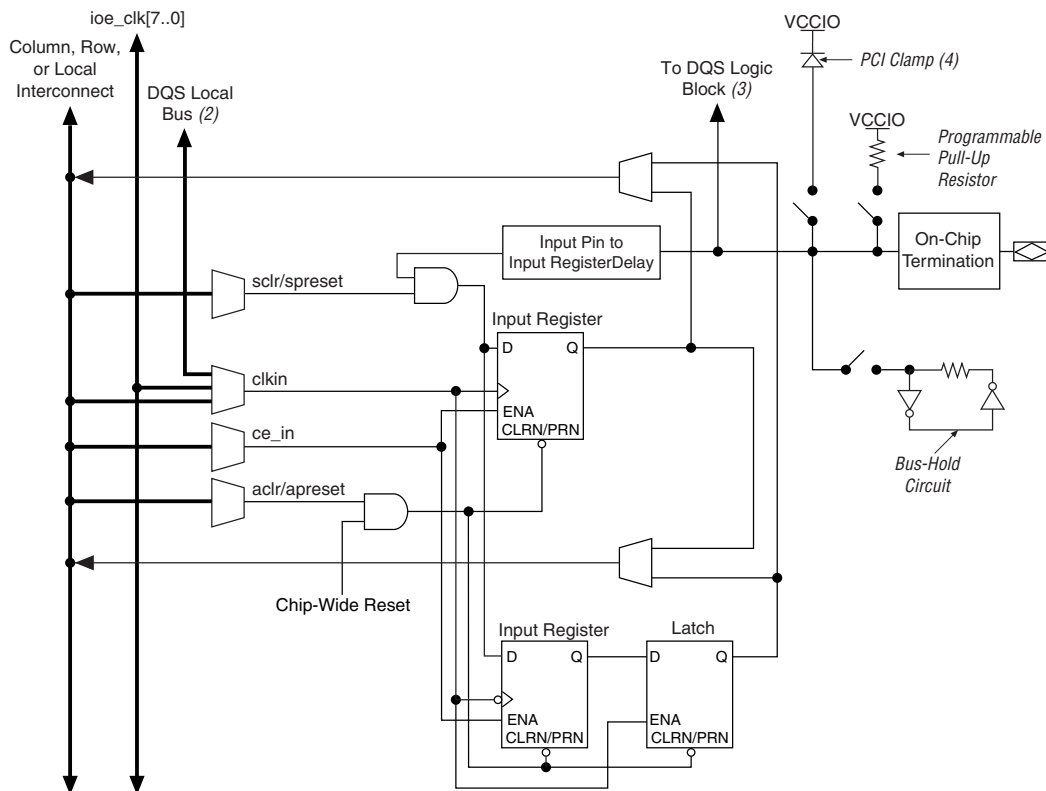 ioe_clk[7..0]
Column, Row,
or Local
Interconnect
DQS Local
Bus (2)
To DQS Logic
Block (3)
VCCIO
PCI Clamp (4)
VCCIO
Programmable
Pull-Up
Resistor
Input Pin to
Input RegisterDelay
On-Chip
Termination
sclr/spreset
Input Register
D
Q
clkin
ENA
CLRN/PRN
ce_in
aclr/apreset
Bus-Hold
Circuit
Chip-Wide Reset
Input Register
Latch
D
Q
D
Q
ENA
CLRN/PRN
ENA
CLRN/PRN